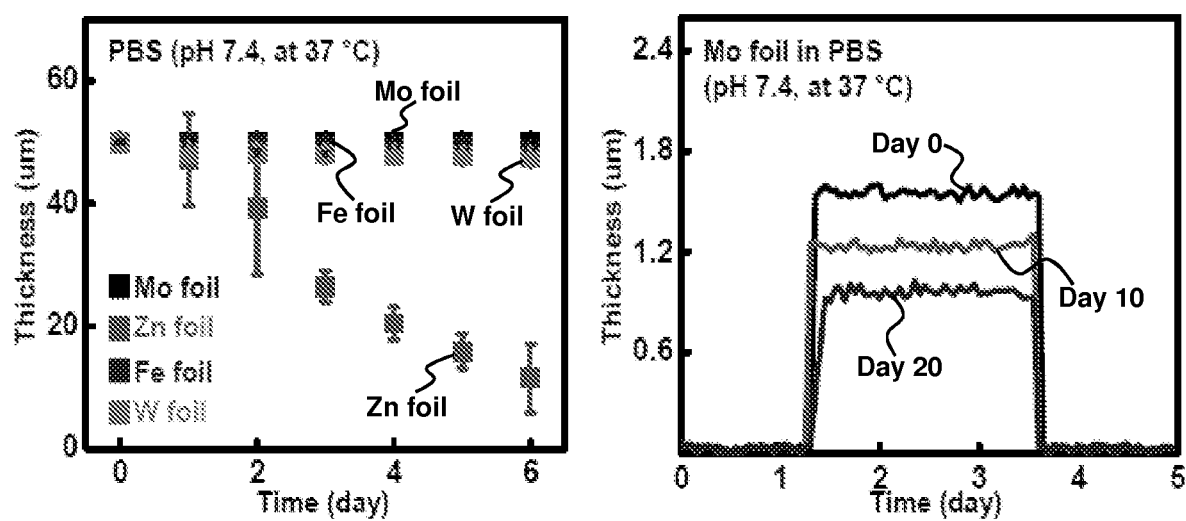 PBS (pH 7.4, at 37 °C)
Mo foil
Fe foil
W foil
Zn foil
Mo foil
Zn foil
Fe foil
W foil
Thickness (um)
60
40
20
0
0
2
4
6
Time (day)
Mo foil in PBS
(pH 7.4, at 37 °C)
Day 0
Day 10
Day 20
Thickness (um)
2.4
1.8
1.2
0.6
0
1
2
3
4
5
Time (day)